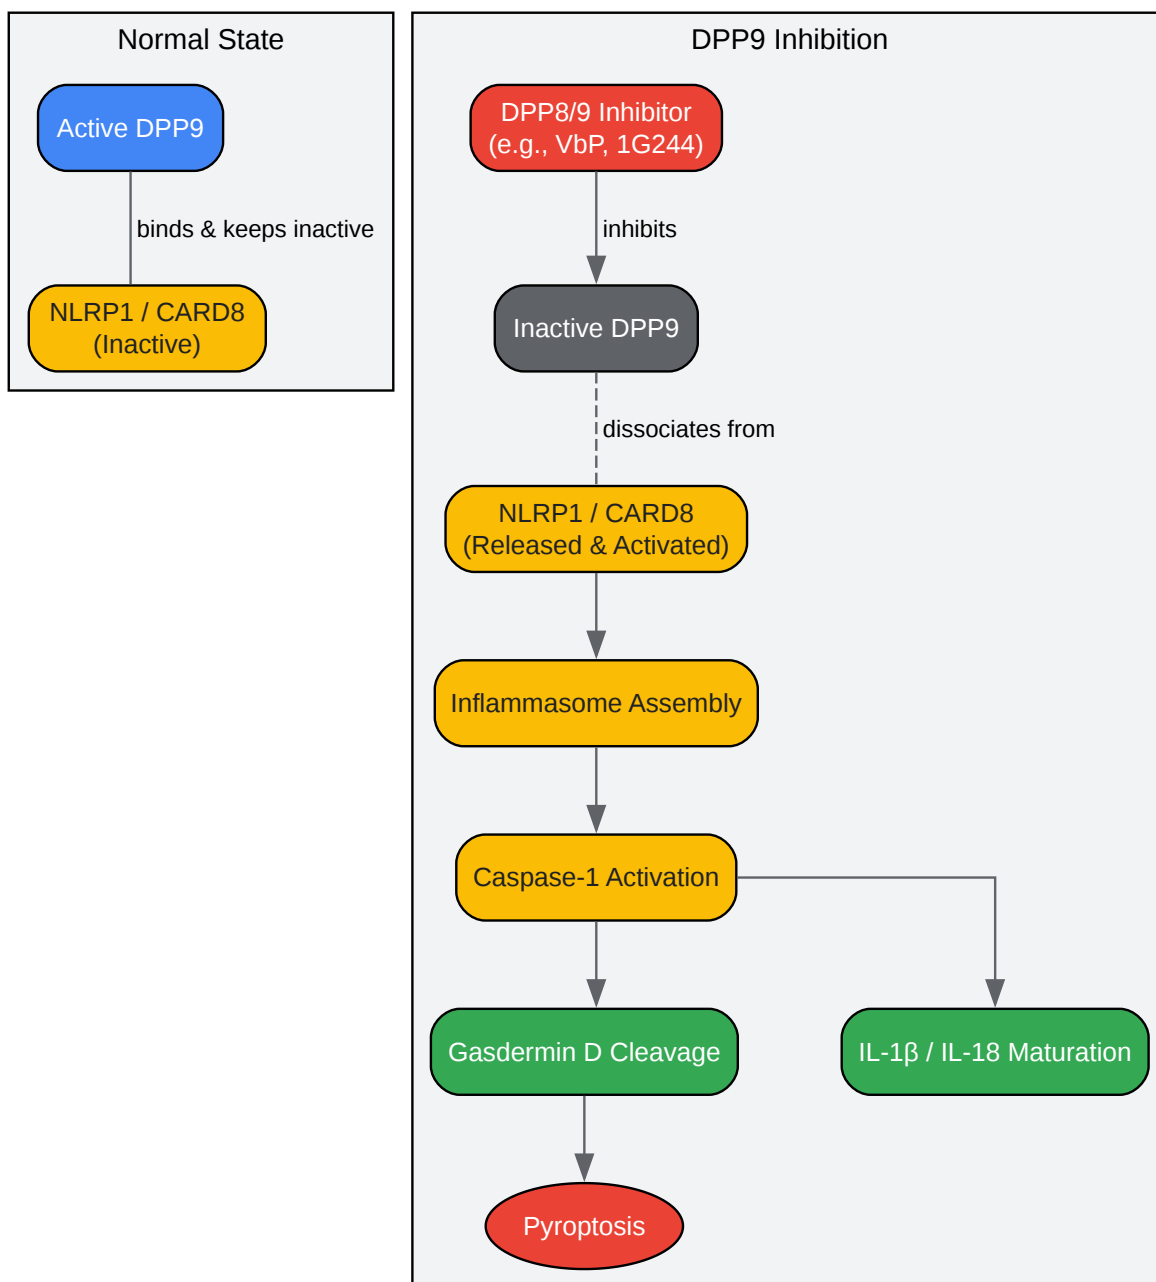 Normal State
Active DPP9
binds & keeps inactive
NLRP1 / CARD8
(Inactive)
DPP9 Inhibition
DPP8/9 Inhibitor
(e.g., VbP, 1G244)
inhibits
Inactive DPP9
dissociates from
NLRP1 / CARD8
(Released & Activated)
Inflammasome Assembly
Caspase-1 Activation
Gasdermin D Cleavage
IL-1β / IL-18 Maturation
Pyroptosis